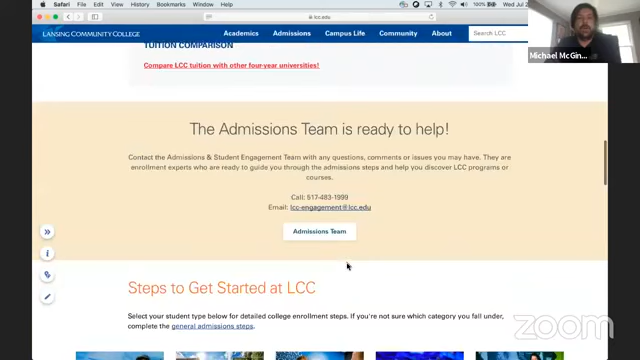 Safari File Edit View History Bookmarks Window Help 100% Wed Jul 2
lcc.edu
LANSING COMMUNITY COLLEGE Academics Admissions Campus Life Community About Search LCC
Michael McGin...
TUITION COMPARISON
Compare LCC tuition with other four-year universities!
The Admissions Team is ready to help!
Contact the Admissions & Student Engagement Team with any questions, comments or issues you may have. They are
enrollment experts who are ready to guide you through the admissions steps and help you discover LCC programs or
courses.
Call: 517-483-1999
Email: lcc-engagement@lcc.edu
Admissions Team
Steps to Get Started at LCC
Select your student type below for detailed college enrollment steps. If you're not sure which category you fall under,
complete the general admissions steps.
zoom